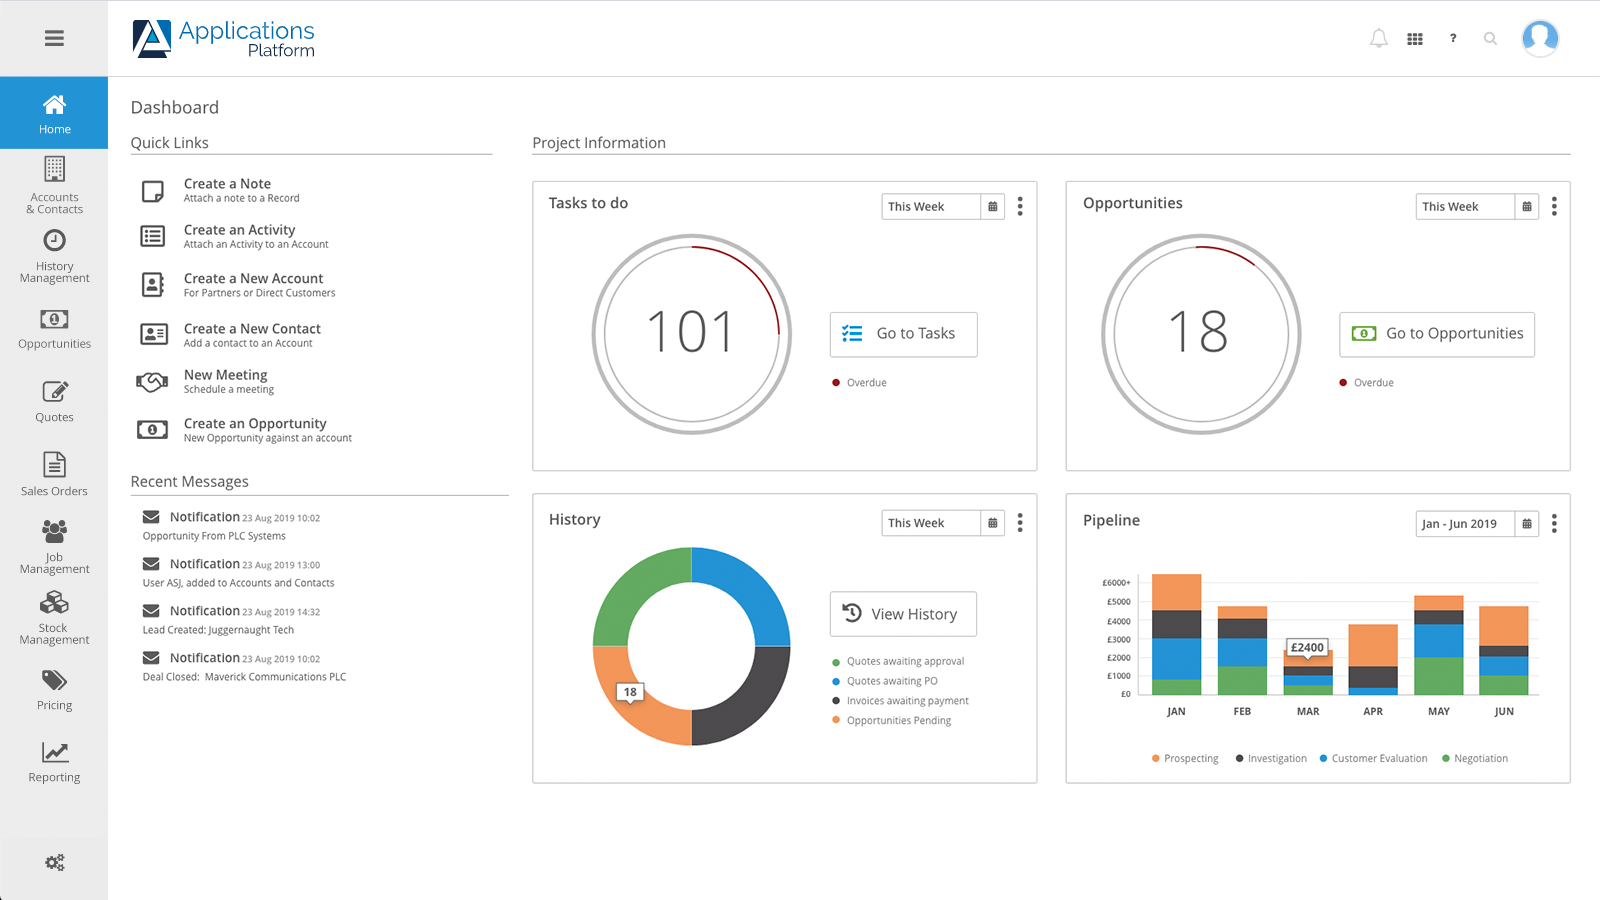 Applications
Platform
?
Home
Accounts
& Contacts
History
Management
Opportunities
Quotes
Sales Orders
Job
Management
Stock
Management
Pricing
Reporting
Dashboard
Quick Links
Create a Note
Attach a note to a Record
Create an Activity
Attach an Activity to an Account
Create a New Account
For Partners or Direct Customers
Create a New Contact
Add a contact to an Account
New Meeting
Schedule a meeting
Create an Opportunity
New Opportunity against an account
Recent Messages
Notification 23 Aug 2019 10:02
Opportunity From PLC Systems
Notification 23 Aug 2019 13:00
User ASJ, added to Accounts and Contacts
Notification 23 Aug 2019 14:32
Lead Created: Juggernaught Tech
Notification 23 Aug 2019 10:02
Deal Closed: Maverick Communications PLC
Project Information
Tasks to do
This Week
101
Go to Tasks
Overdue
Opportunities
This Week
18
Go to Opportunities
Overdue
History
This Week
18
View History
Quotes awaiting approval
Quotes awaiting PO
Invoices awaiting payment
Opportunities Pending
Pipeline
Jan - Jun 2019
£6000+
£5000
£4000
£3000
£2000
£1000
£0
£2400
JAN FEB MAR APR MAY JUN
Prospecting Investigation Customer Evaluation Negotiation